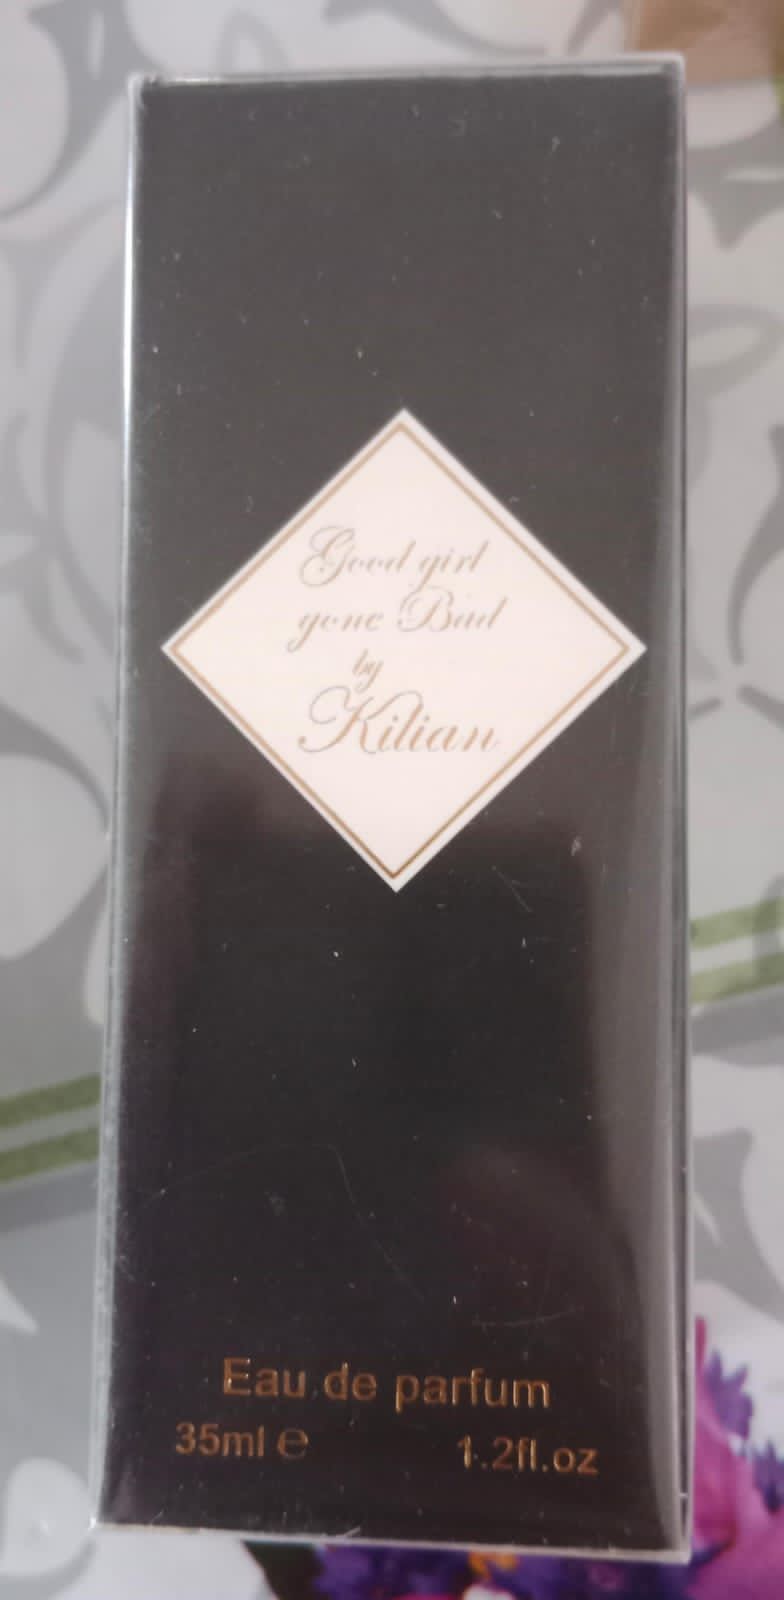 Good girl
gone Bad
by
Kilian
Eau de parfum
35ml ℮
1.2fl.oz